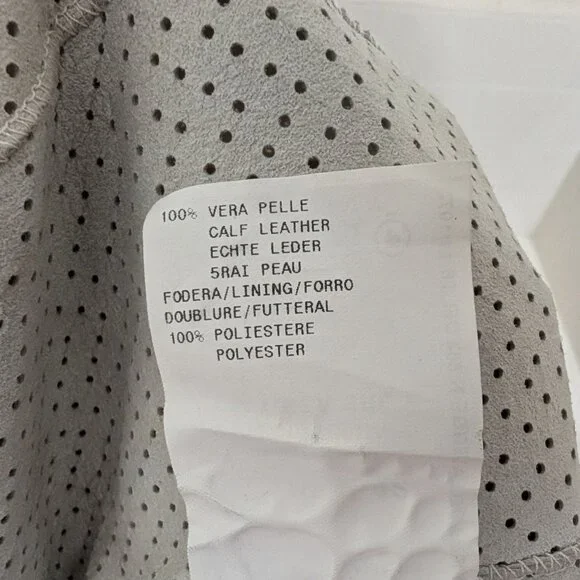 100% VERA PELLE
CALF LEATHER
ECHTE LEDER
5RAI PEAU
FODERA/LINING/FORRO
DOUBLURE/FUTTERAL
100% POLIESTERE
POLYESTER